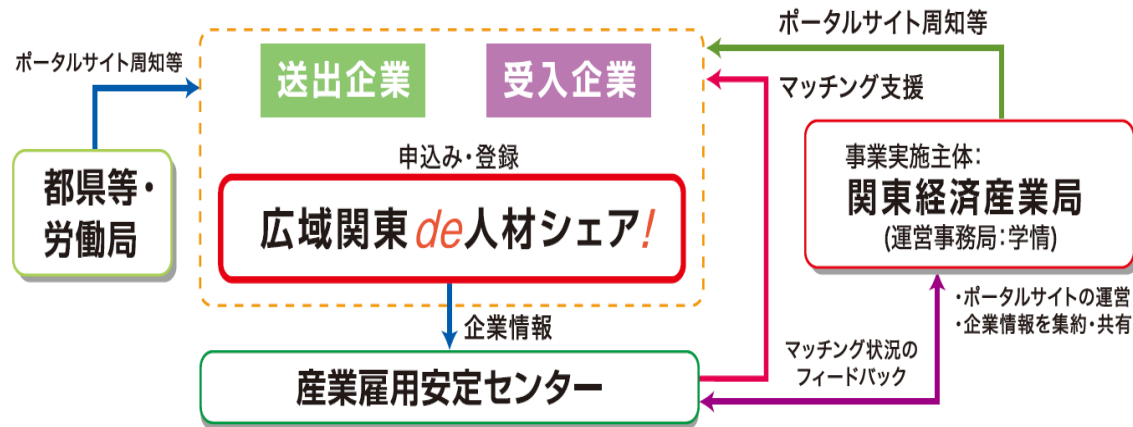 ポータルサイト周知等
都県等・
労働局
送出企業
受入企業
申込み・登録
広域関東de人材シェア!
企業情報
産業雇用安定センター
ポータルサイト周知等
マッチング支援
事業実施主体：
関東経済産業局
(運営事務局：学情)
・ポータルサイトの運営
・企業情報を集約・共有
マッチング状況の
フィードバック